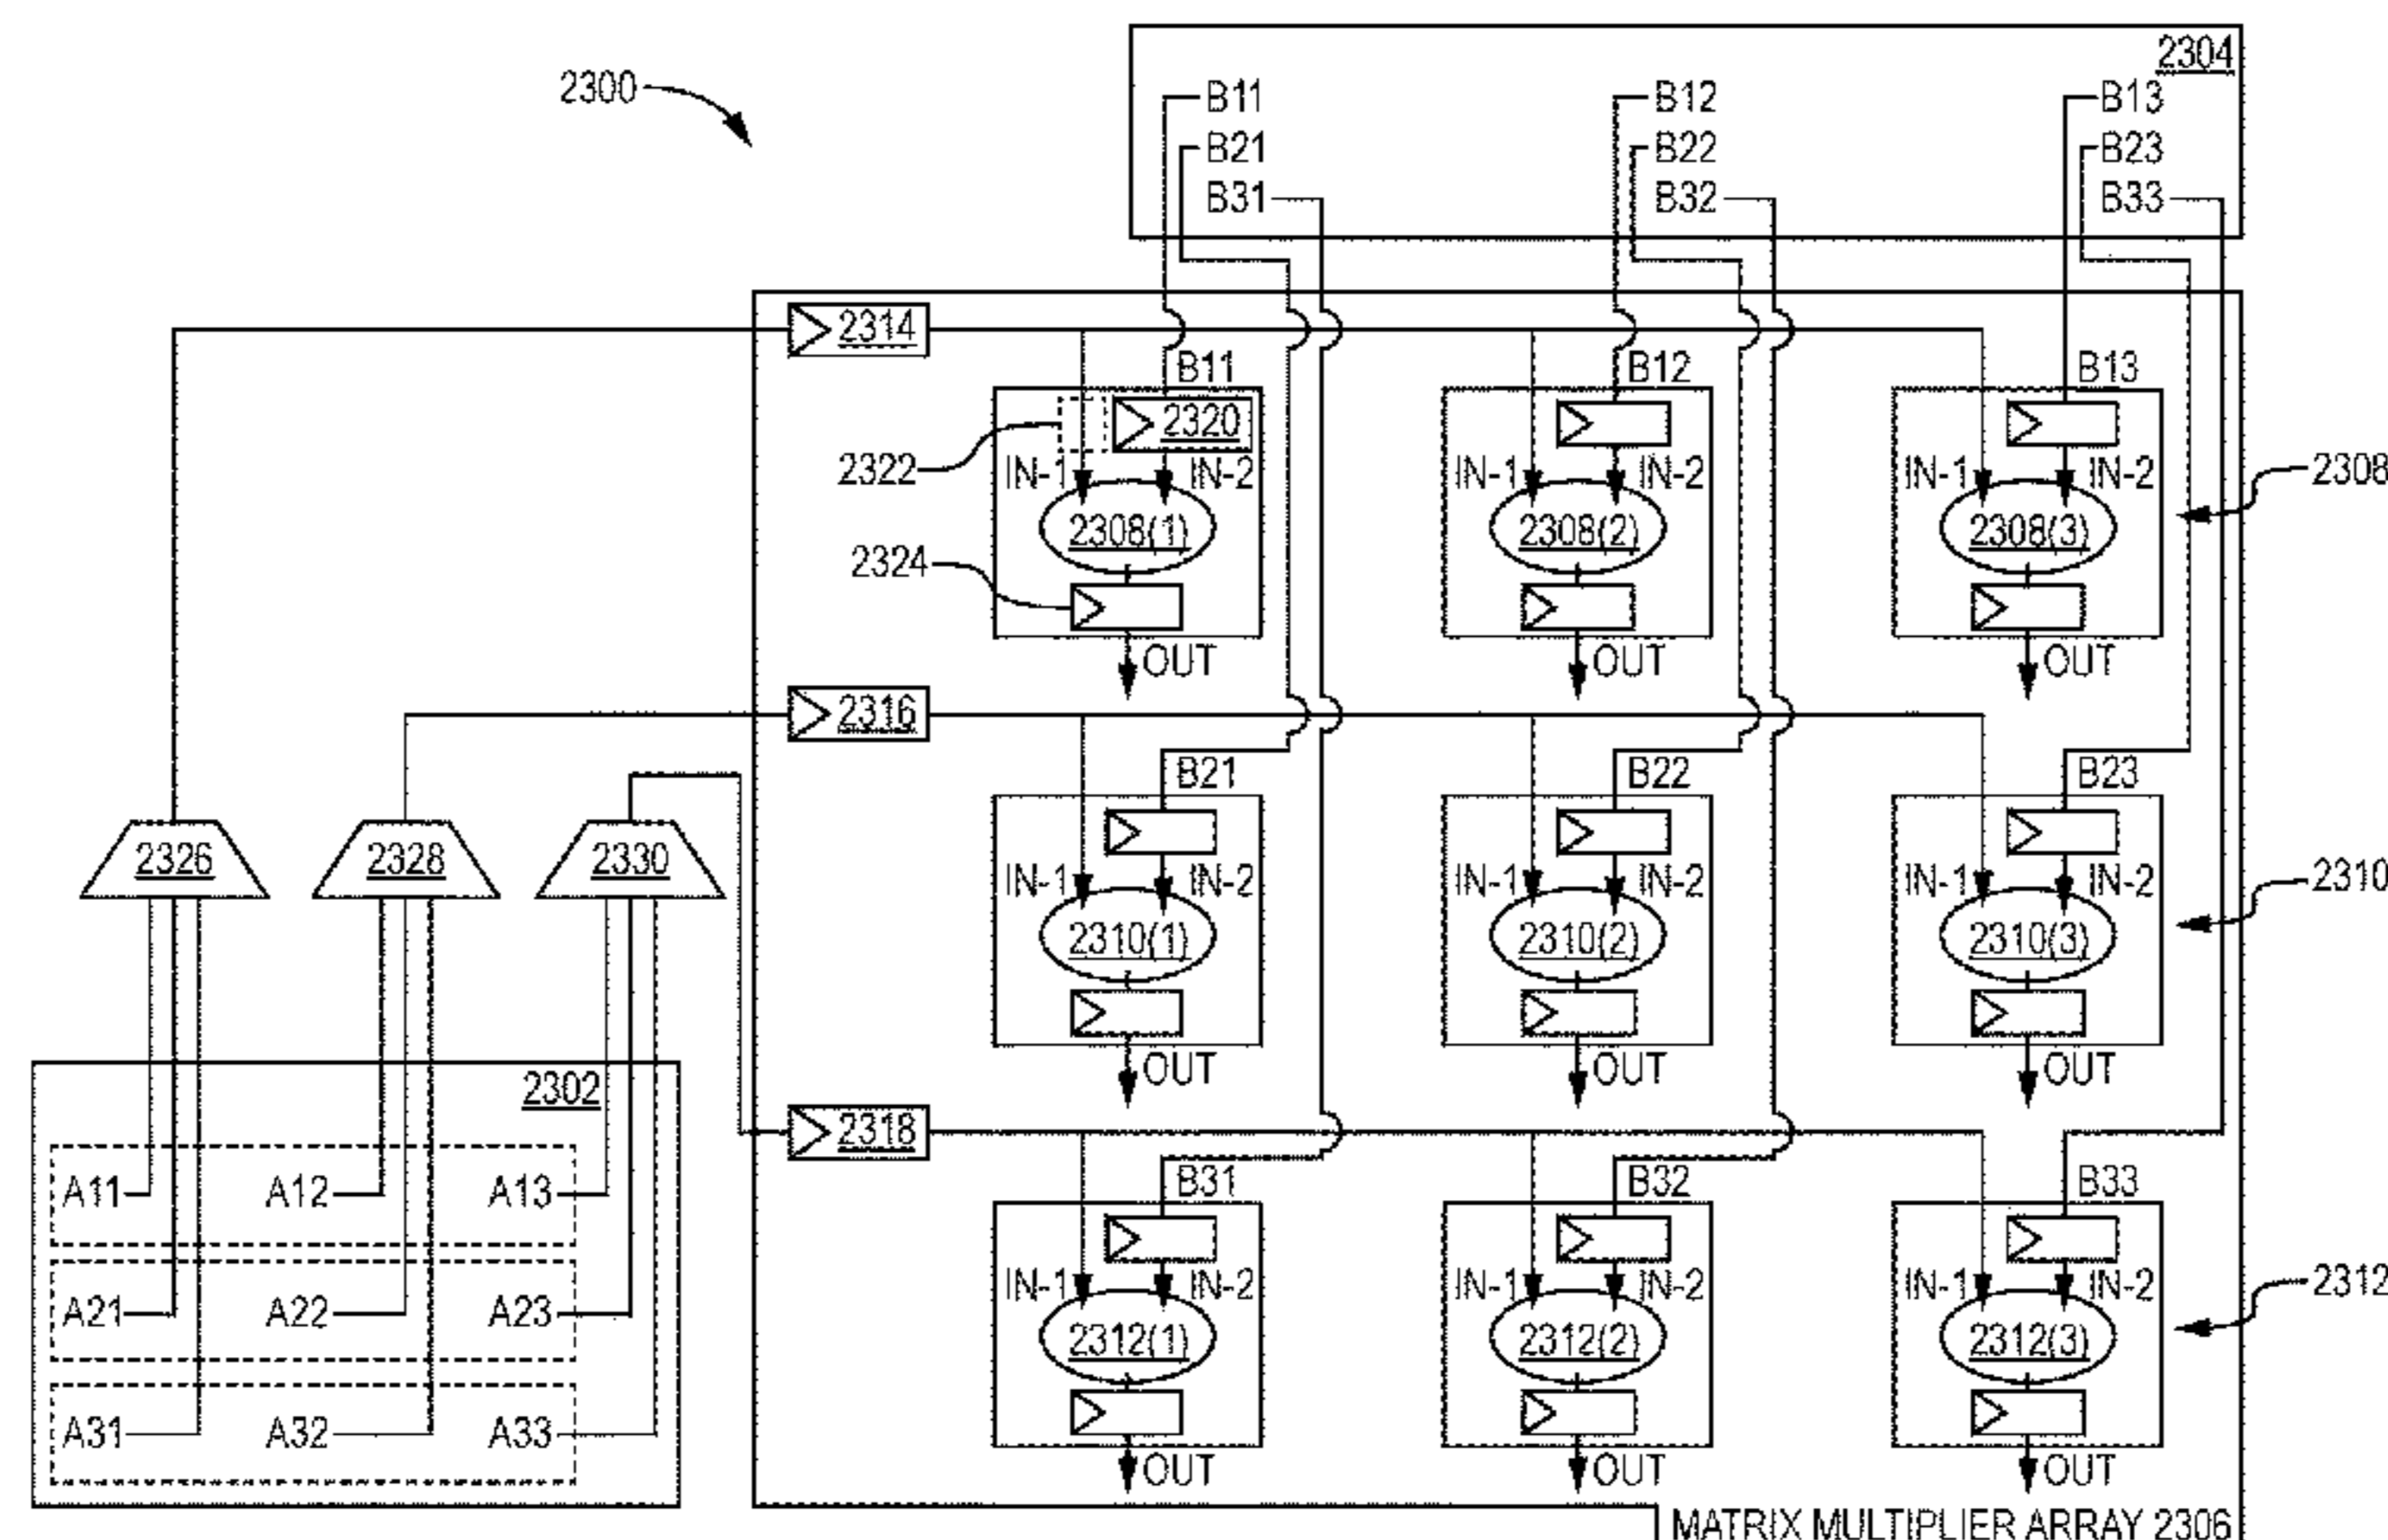 2304
2300
B11 B12 B13
B21 B22 B23
B31 B32 B33
2314
B11 B12 B13
2320
2322 IN-1 IN-2 IN-1 IN-2 IN-1 IN-2 2308
2308(1) 2308(2) 2308(3)
2324
OUT OUT OUT
2316
B21 B22 B23
2326 2328 2330
IN-1 IN-2 IN-1 IN-2 IN-1 IN-2 2310
2310(1) 2310(2) 2310(3)
OUT OUT OUT
2302
2318
A11 A12 A13
B31 B32 B33
IN-1 IN-2 IN-1 IN-2 IN-1 IN-2 2312
A21 A22 A23
2312(1) 2312(2) 2312(3)
A31 A32 A33
OUT OUT OUT
MATRIX MULTIPLIER ARRAY 2306